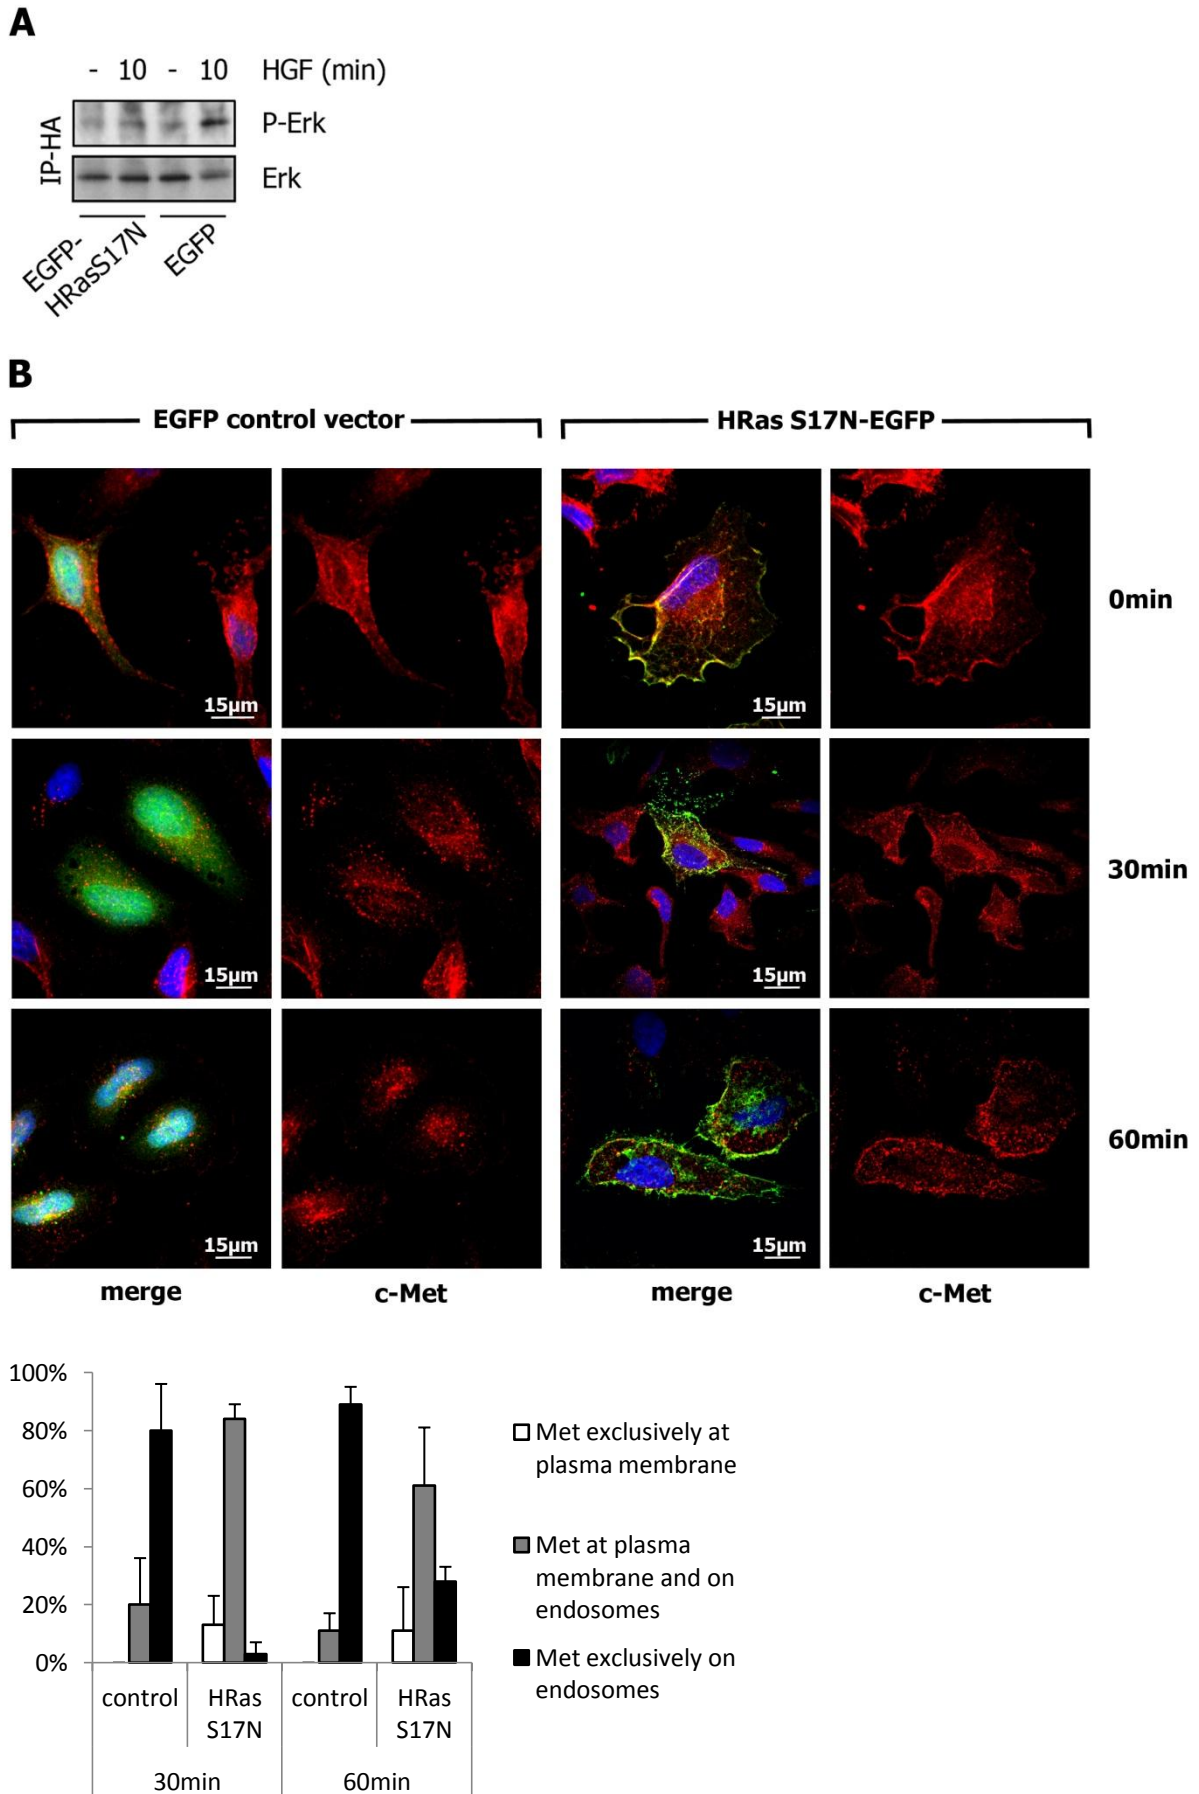 A
- 10 - 10 HGF (min)
IP-HA
P-Erk
Erk
EGFP-
HRasS17N
EGFP
B
EGFP control vector
HRas S17N-EGFP
15µm
15µm
0min
15µm
15µm
30min
15µm
15µm
60min
merge
c-Met
merge
c-Met
100%
80%
60%
40%
20%
0%
control
HRas
S17N
control
HRas
S17N
30min
60min
Met exclusively at
plasma membrane
Met at plasma
membrane and on
endosomes
Met exclusively on
endosomes